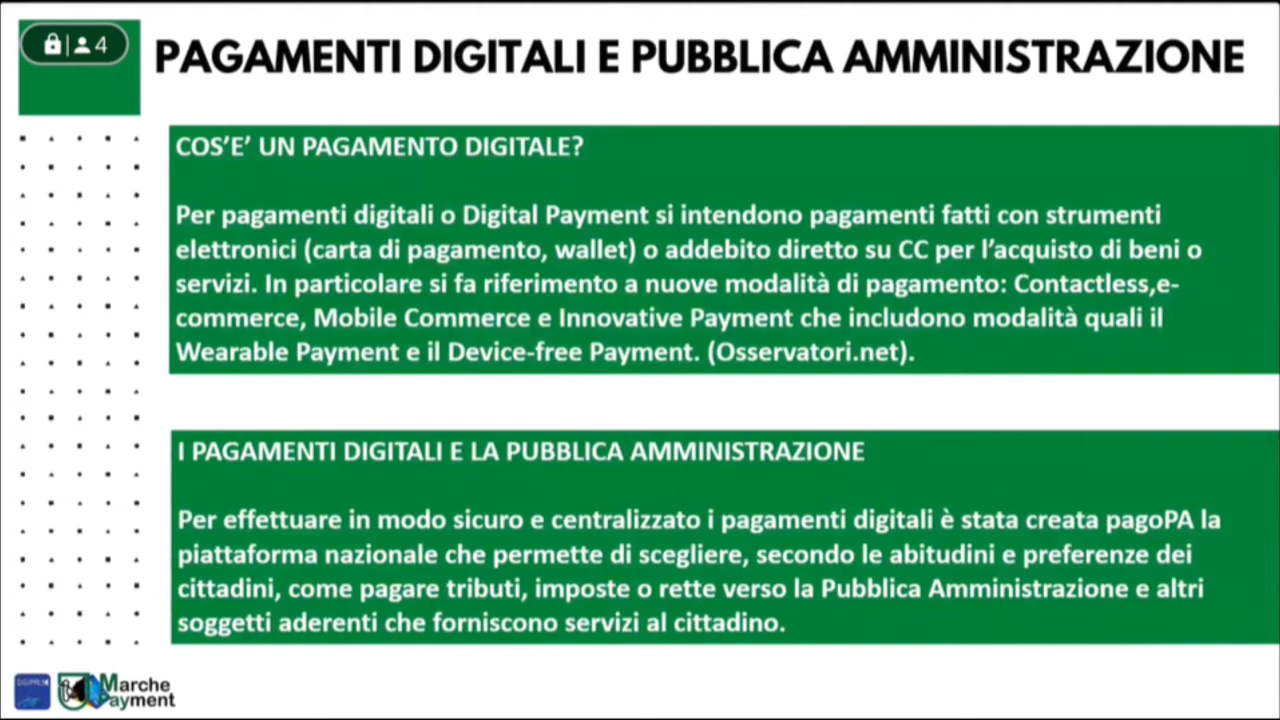 4
PAGAMENTI DIGITALI E PUBBLICA AMMINISTRAZIONE
COS’E’ UN PAGAMENTO DIGITALE?
Per pagamenti digitali o Digital Payment si intendono pagamenti fatti con strumenti
elettronici (carta di pagamento, wallet) o addebito diretto su CC per l’acquisto di beni o
servizi. In particolare si fa riferimento a nuove modalità di pagamento: Contactless,e-
commerce, Mobile Commerce e Innovative Payment che includono modalità quali il
Wearable Payment e il Device-free Payment. (Osservatori.net).
I PAGAMENTI DIGITALI E LA PUBBLICA AMMINISTRAZIONE
Per effettuare in modo sicuro e centralizzato i pagamenti digitali è stata creata pagoPA la
piattaforma nazionale che permette di scegliere, secondo le abitudini e preferenze dei
cittadini, come pagare tributi, imposte o rette verso la Pubblica Amministrazione e altri
soggetti aderenti che forniscono servizi al cittadino.
Marche
Payment